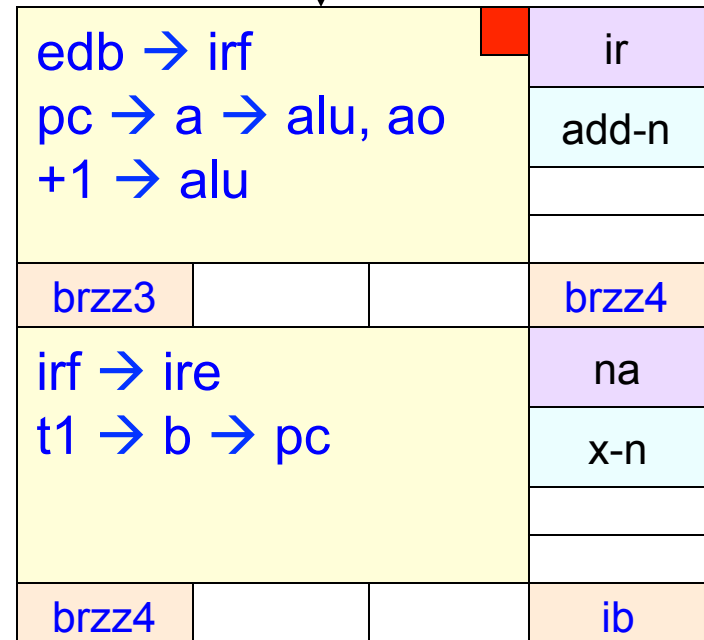 edb → irf
ir
pc → a → alu, ao
add-n
+1 → alu
brzz3
brzz4
irf → ire
na
t1 → b → pc
x-n
brzz4
ib